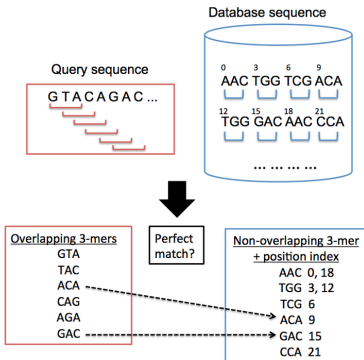 Database sequence
0 3 6 9
AAC TGG TCG ACA
12 15 18 21
TGG GAC AAC CCA
... ... ... ...
Query sequence
G T A C A G A C ...
Perfect match?
Overlapping 3-mers
GTA
TAC
ACA
CAG
AGA
GAC
Non-overlapping 3-mer
+ position index
AAC 0, 18
TGG 3, 12
TCG 6
ACA 9
GAC 15
CCA 21